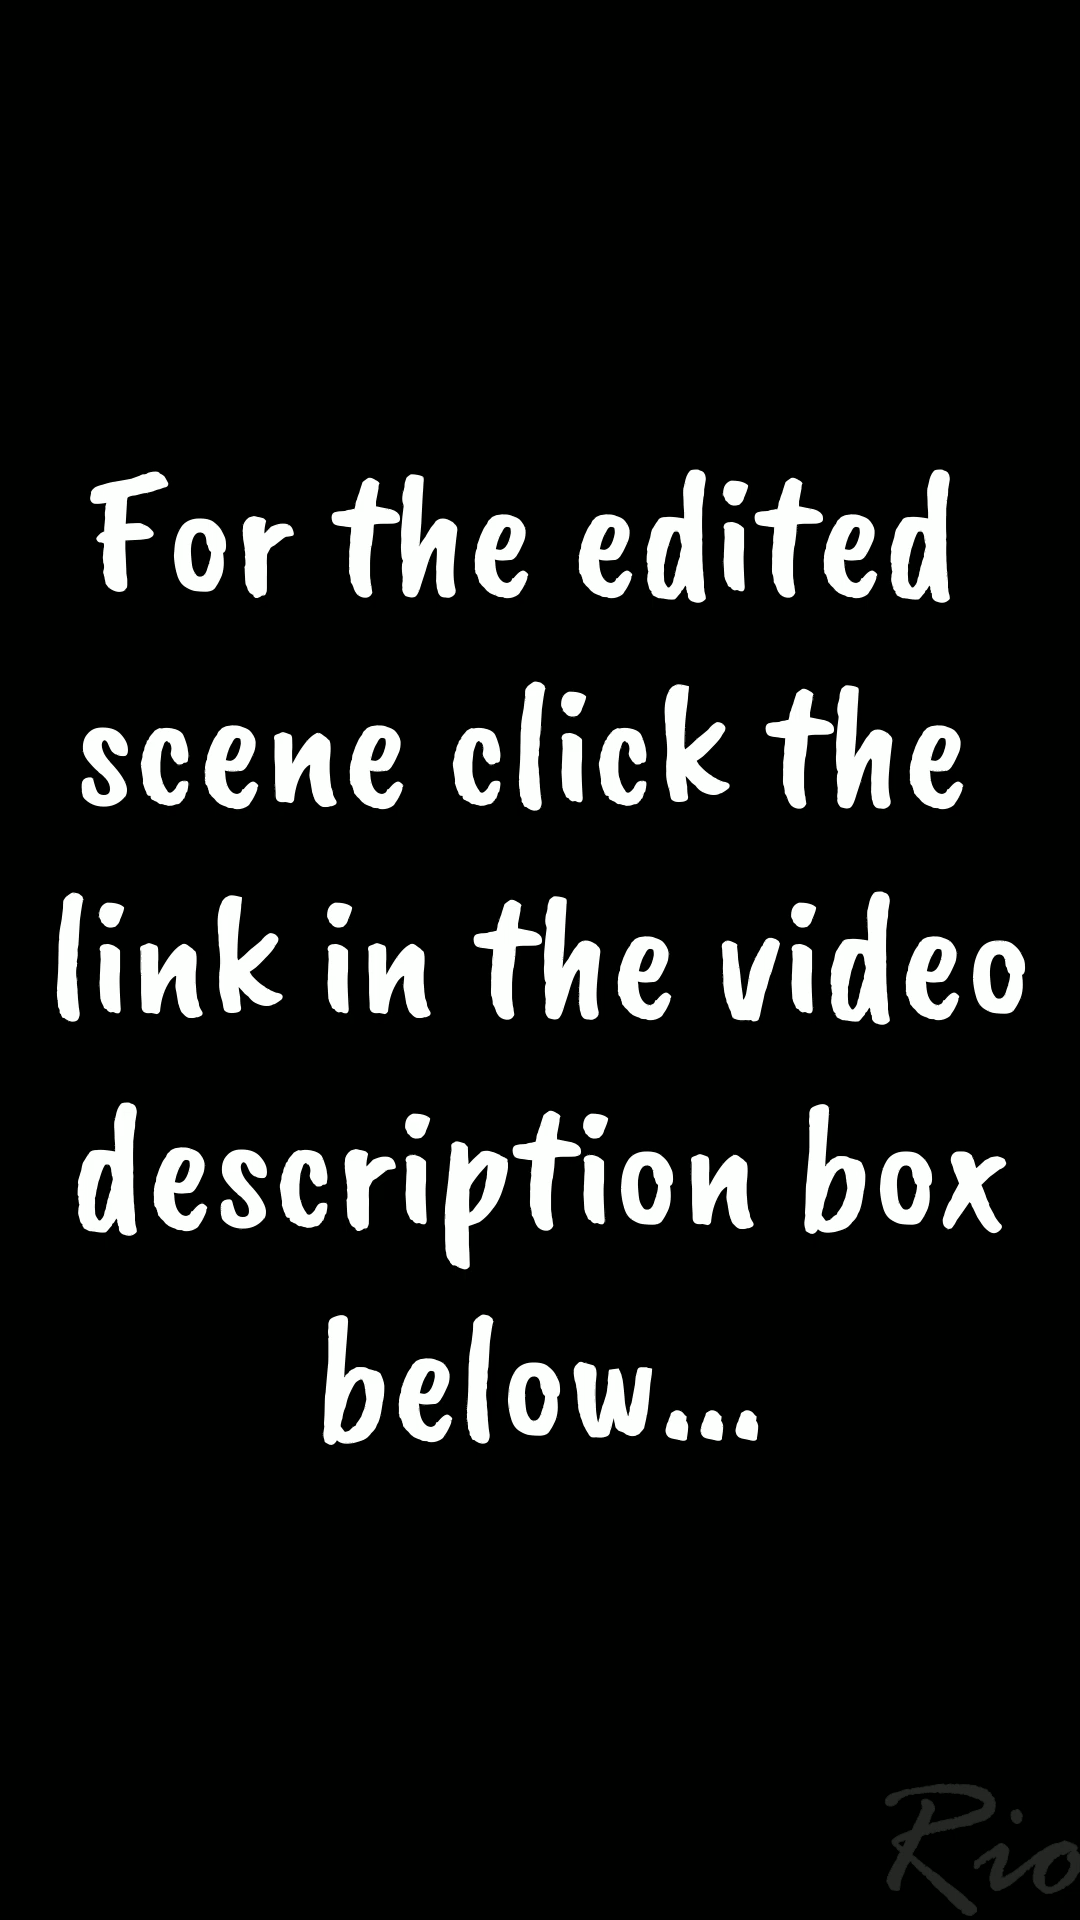 For the edited
scene click the
link in the video
description box
below...
Rio